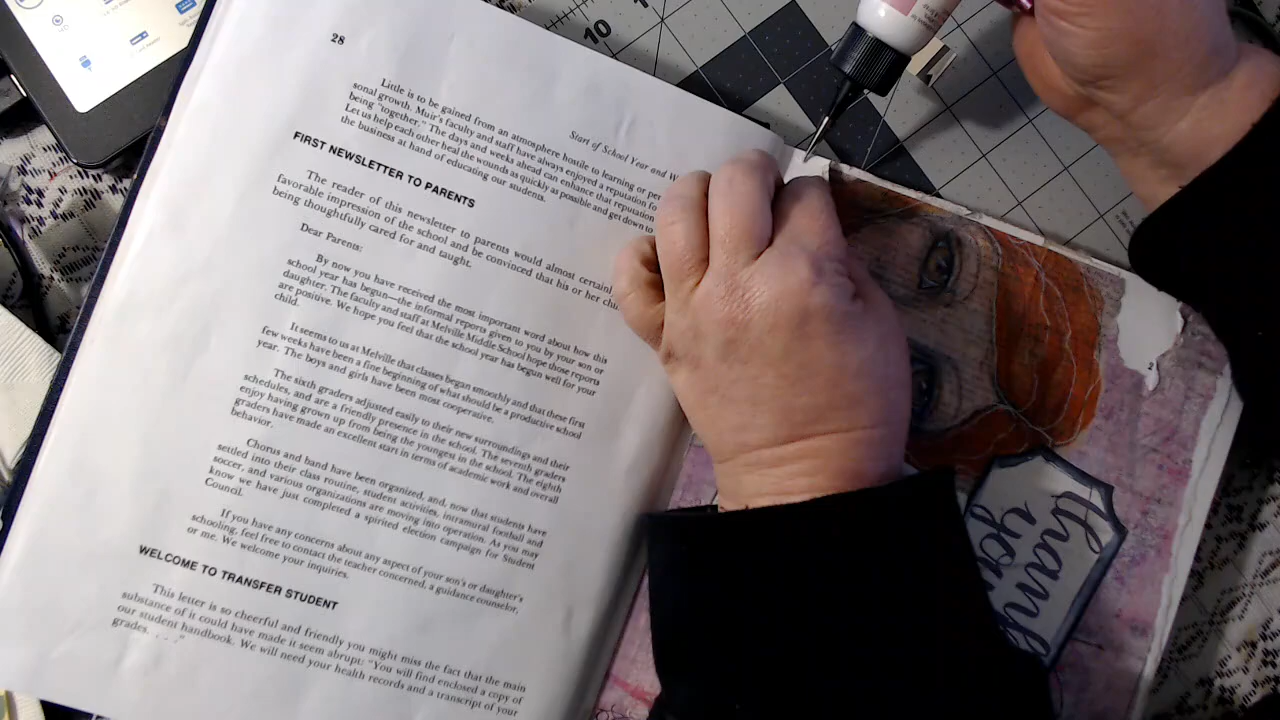 28
Start of School Year and
Little is to be gained from an atmosphere hostile to learning or per
sonal growth. Muir's faculty and staff have always enjoyed a reputation fo
being "together." The days and weeks ahead can enhance that reputation
Let us help each other heal the wounds as quickly as possible and get down to
the business at hand of educating our students.
FIRST NEWSLETTER TO PARENTS
The reader of this newsletter to parents would almost certainl
favorable impression of the school and be convinced that his or her chi
being thoughtfully cared for and taught.
Dear Parents:
By now you have received the most important word about how this
school year has begun—the informal reports given to you by your son or
daughter. The faculty and staff at Melville Middle School hope those reports
are positive. We hope you feel that the school year has begun well for your
child.
It seems to us at Melville that classes began smoothly and that these first
few weeks have been a fine beginning of what should be a productive school
year. The boys and girls have been most cooperative.
The sixth graders adjusted easily to their new surroundings and their
schedules, and are a friendly presence in the school. The seventh graders
enjoy having grown up from being the youngest in the school. The eighth
graders have made an excellent start in terms of academic work and overall
behavior.
Chorus and band have been organized, and, now that students have
settled into their class routine, student activities, intramural football and
soccer, and various organizations are moving into operation. As you may
know we have just completed a spirited election campaign for Student
Council.
If you have any concerns about any aspect of your son's or daughter's
schooling, feel free to contact the teacher concerned, a guidance counselor,
or me. We welcome your inquiries.
WELCOME TO TRANSFER STUDENT
This letter is so cheerful and friendly you might miss the fact that the main
substance of it could have made it seem abrupt: "You will find enclosed a copy of
our student handbook. We will need your health records and a transcript of your
grades. . . ."
10
thank
you